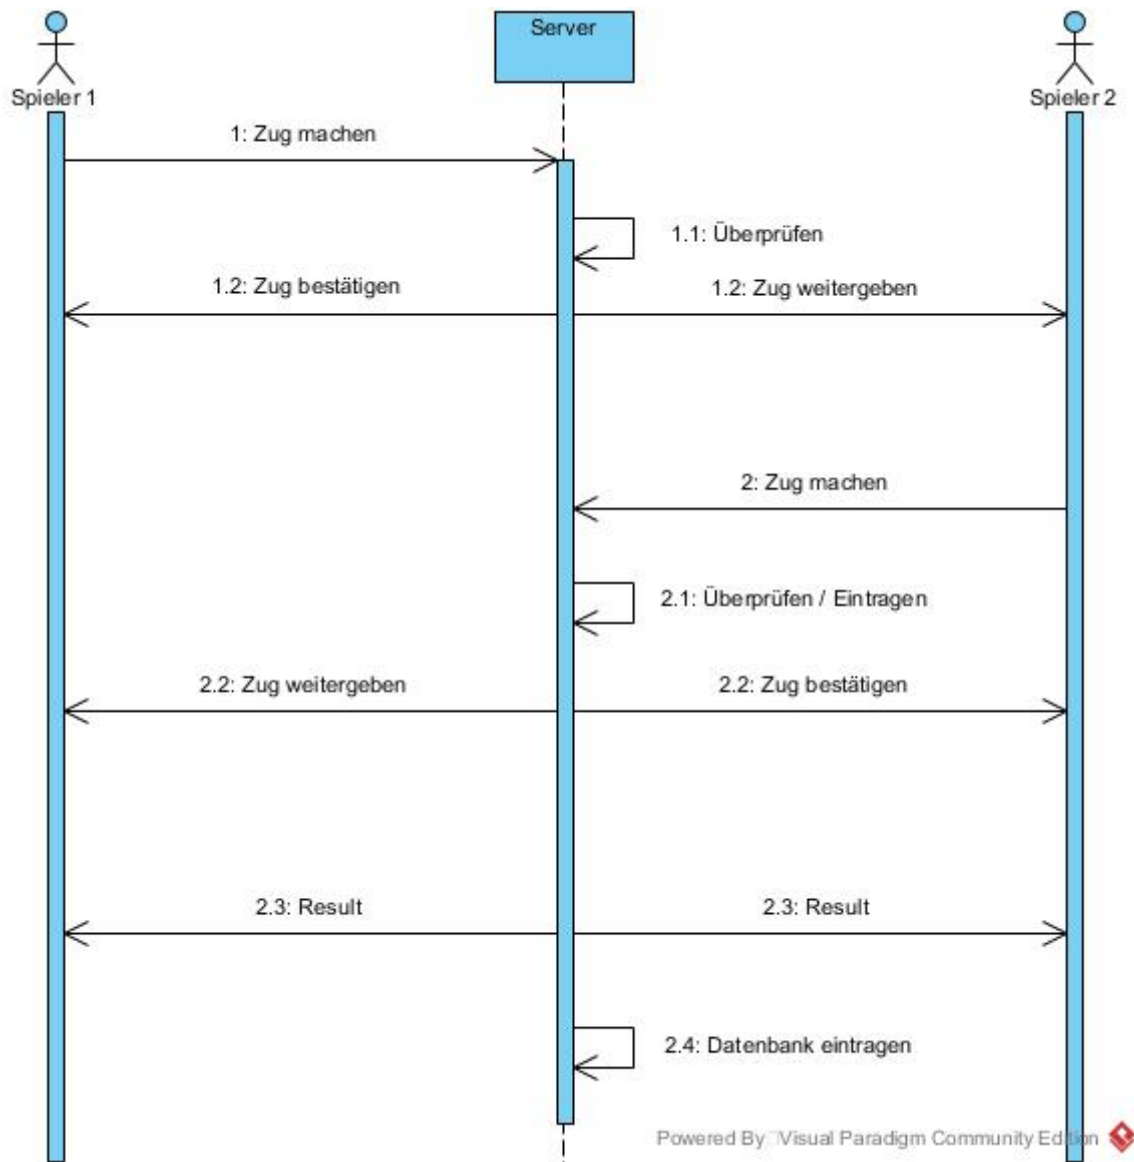 Server
Spieler 1
Spieler 2
1: Zug machen
1.1: Überprüfen
1.2: Zug bestätigen
1.2: Zug weitergeben
2: Zug machen
2.1: Überprüfen / Eintragen
2.2: Zug weitergeben
2.2: Zug bestätigen
2.3: Result
2.3: Result
2.4: Datenbank eintragen
Powered By Visual Paradigm Community Edition